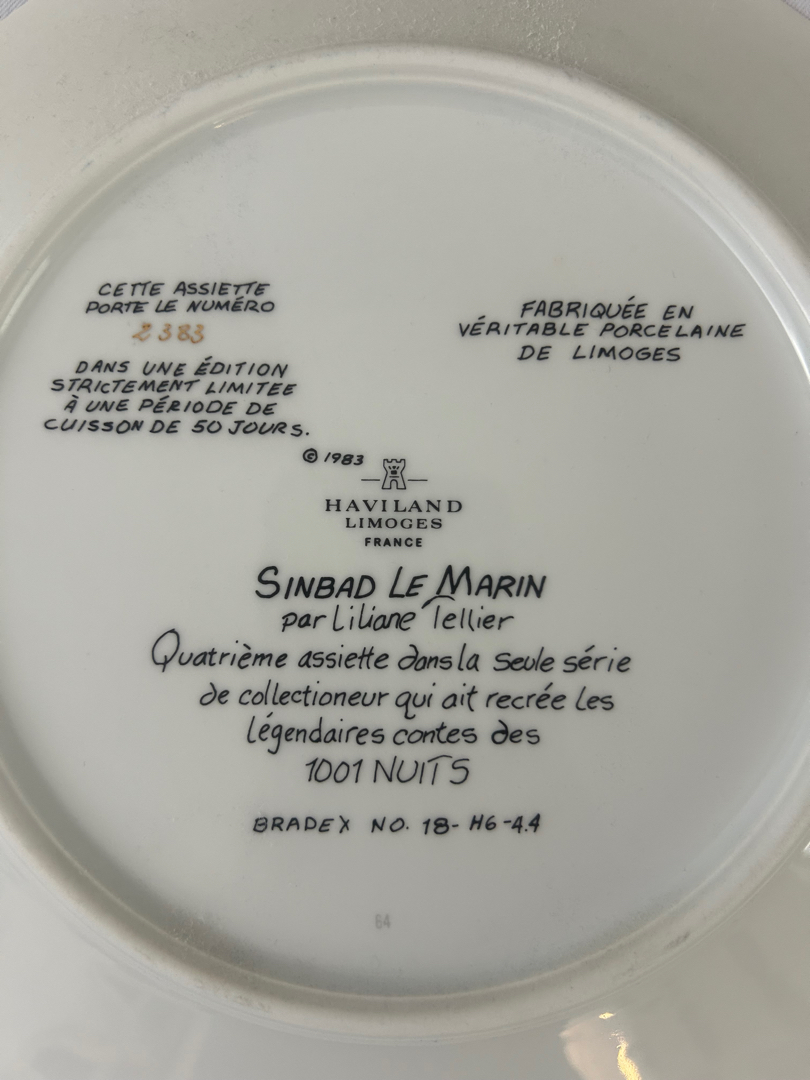 CETTE ASSIETTE
PORTE LE NUMÉRO
2383
DANS UNE ÉDITION
STRICTEMENT LIMITEE
À UNE PÉRIODE DE
CUISSON DE 50 JOURS.
FABRIQUÉE EN
VÉRITABLE PORCELAINE
DE LIMOGES
© 1983
HAVILAND
LIMOGES
FRANCE
SINBAD LE MARIN
par Liliane Tellier
Quatrième assiette dans la seule série
de collectioneur qui ait recrée les
légendaires contes des
1001 NUITS
BRADEX NO. 18-H6-4.4
64